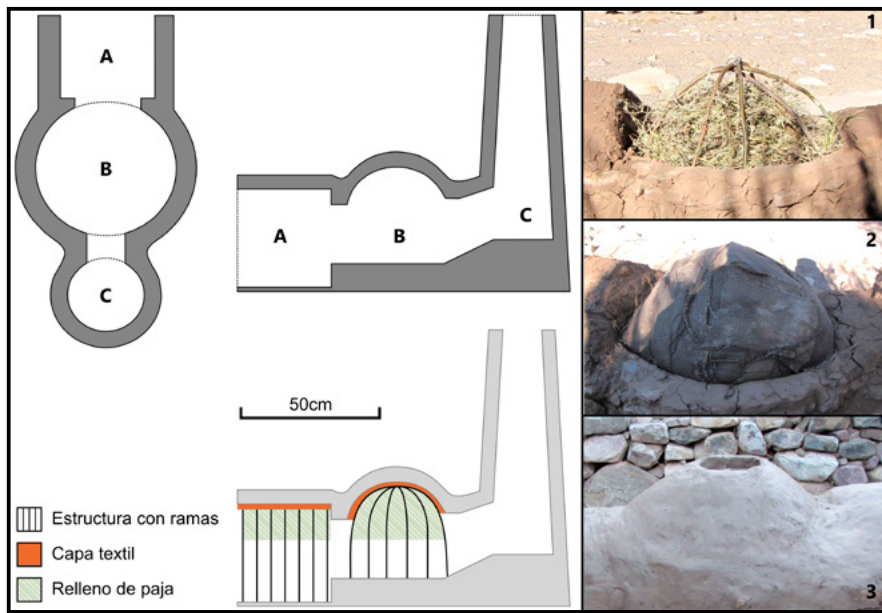 A
B
C
A
B
C
50cm
Estructura con ramas
Capa textil
Relleno de paja
1
2
3